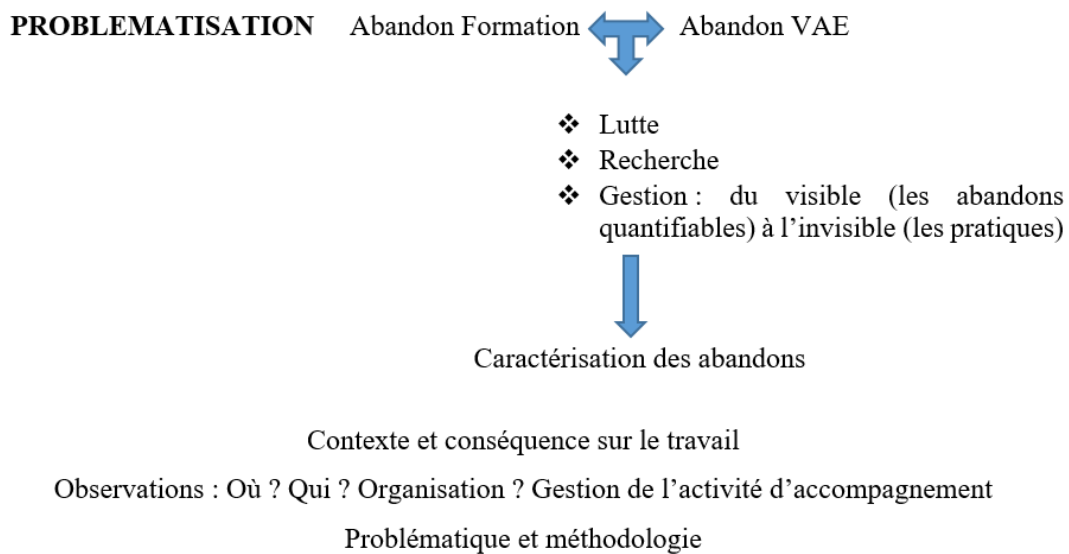 PROBLEMATISATION Abandon Formation Abandon VAE
❖ Lutte
❖ Recherche
❖ Gestion : du visible (les abandons
quantifiables) à l’invisible (les pratiques)
Caractérisation des abandons
Contexte et conséquence sur le travail
Observations : Où ? Qui ? Organisation ? Gestion de l’activité d’accompagnement
Problématique et méthodologie